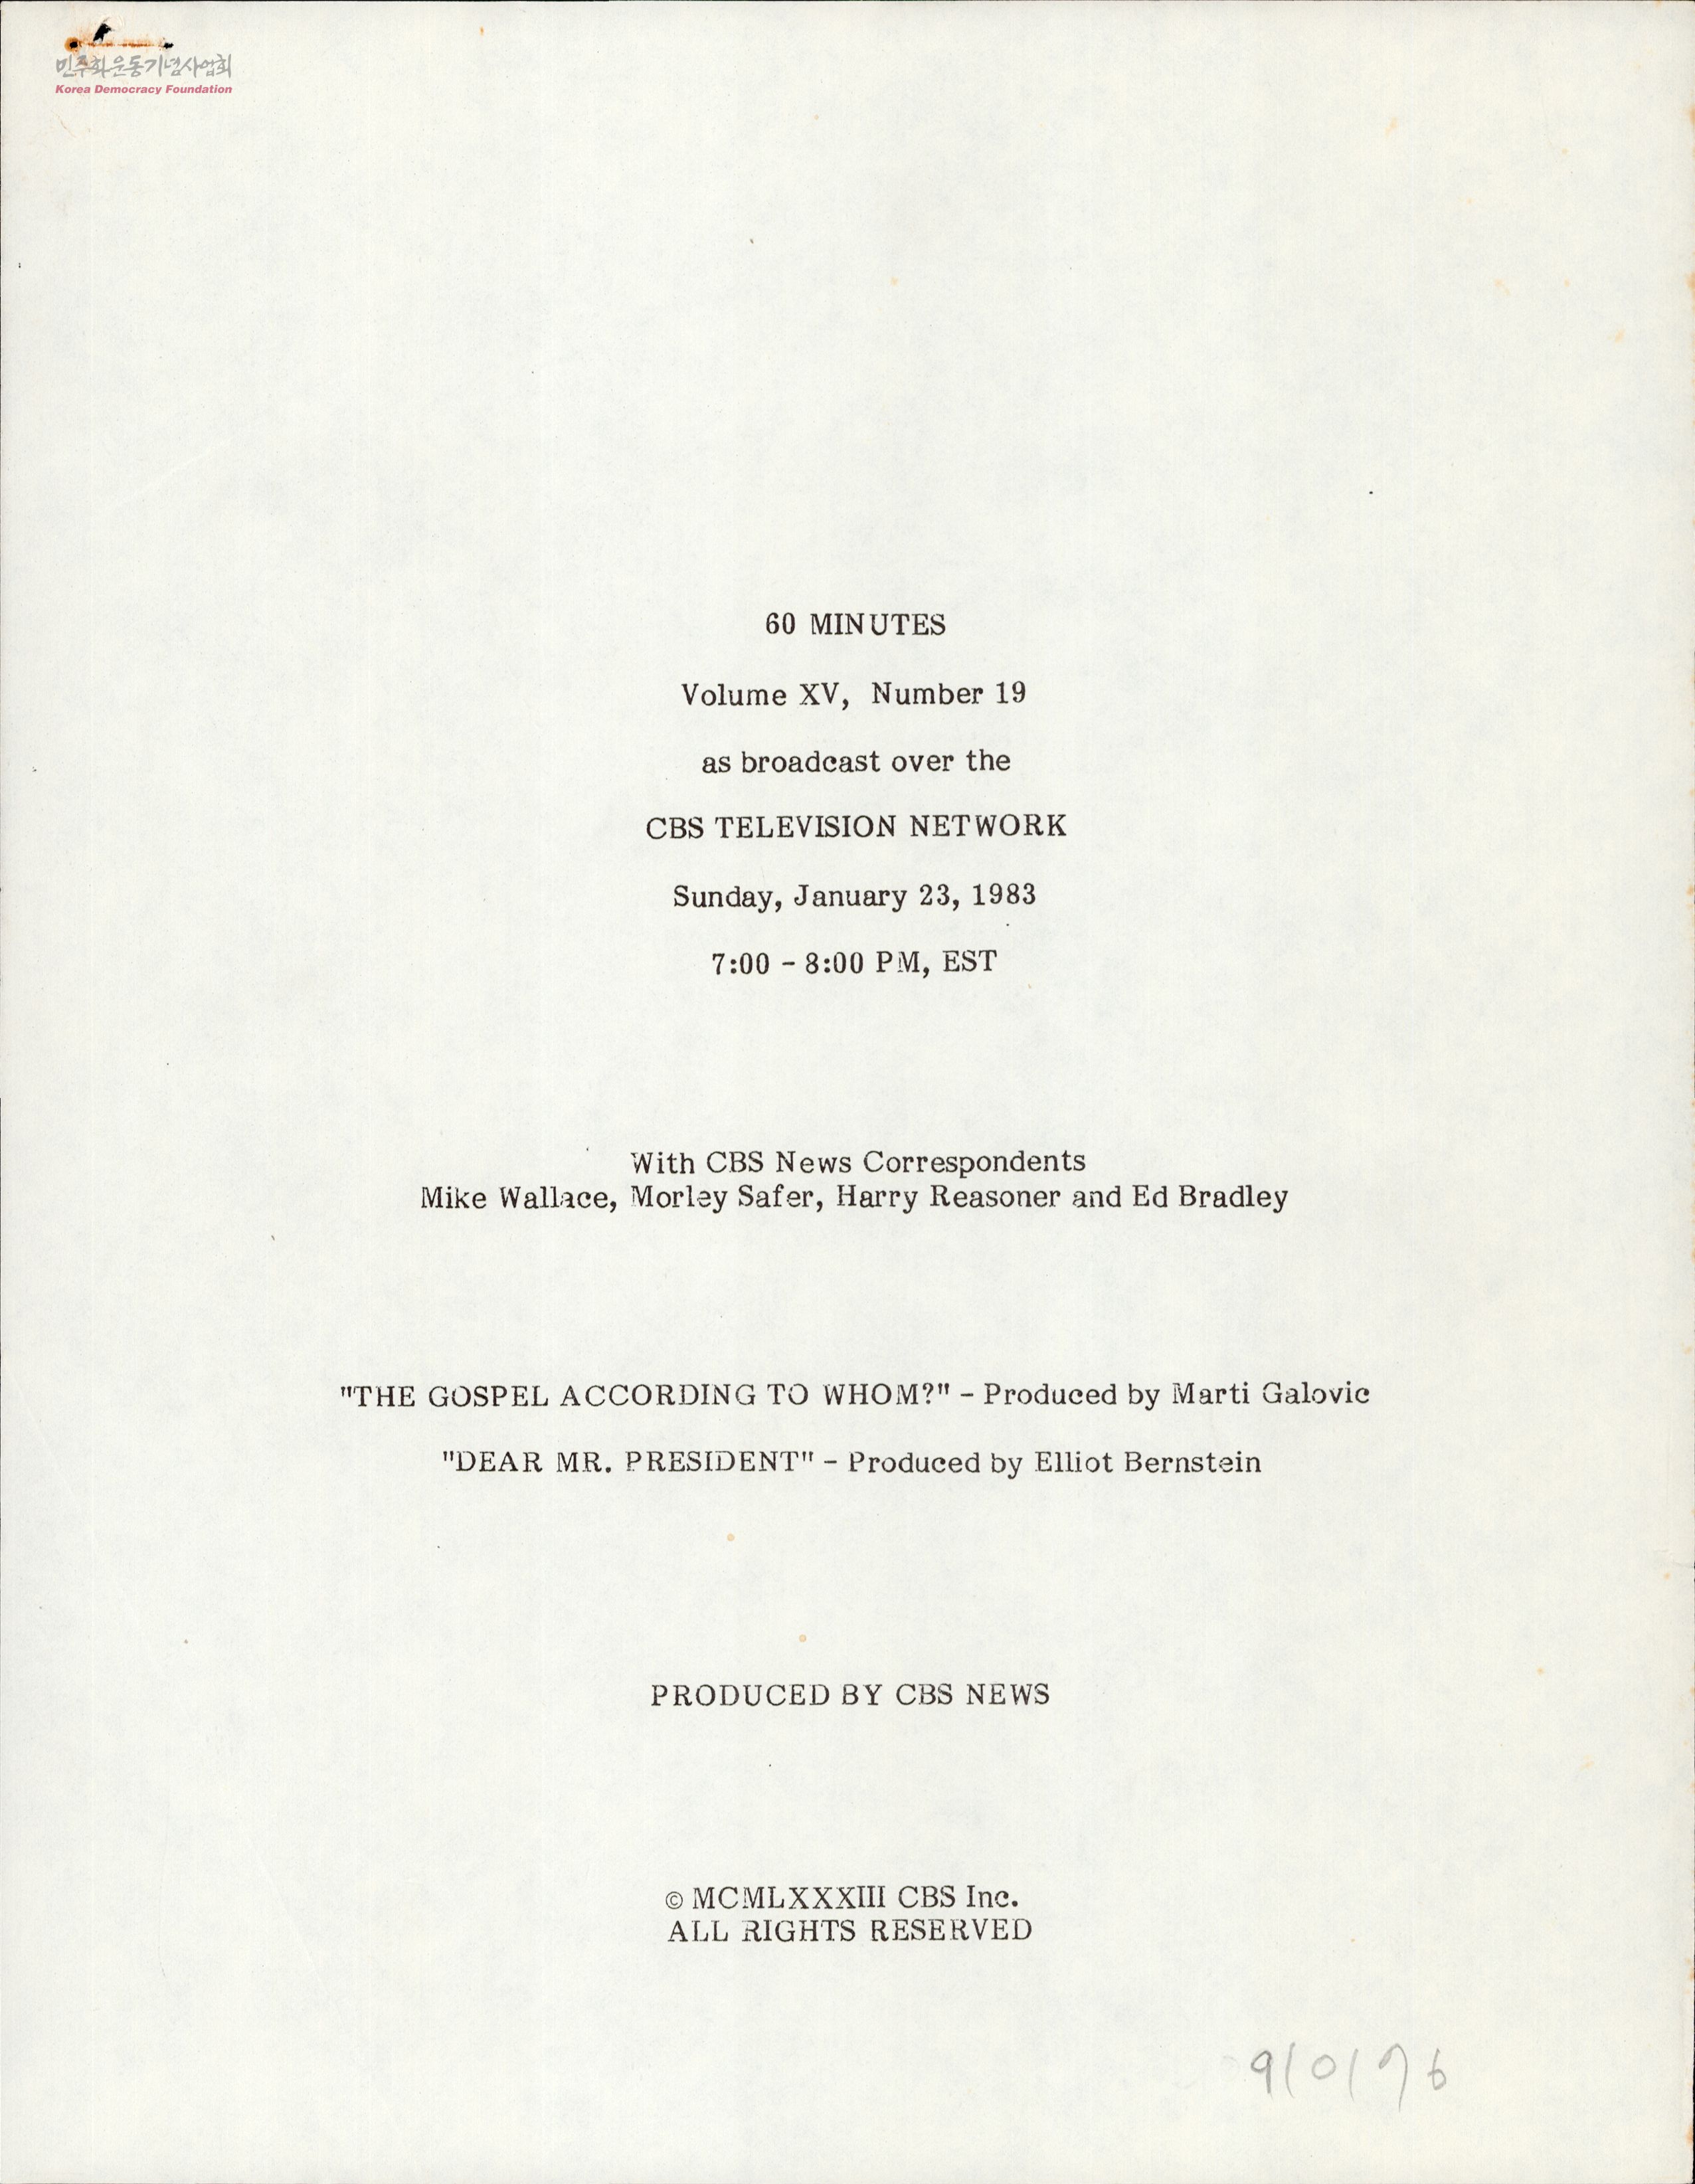 민주화운동기념사업회
Korea Democracy Foundation
60 MINUTES
Volume XV, Number 19
as broadcast over the
CBS TELEVISION NETWORK
Sunday, January 23, 1983
7:00 - 8:00 PM, EST
With CBS News Correspondents
Mike Wallace, Morley Safer, Harry Reasoner and Ed Bradley
"THE GOSPEL ACCORDING TO WHOM?" - Produced by Marti Galovic
"DEAR MR. PRESIDENT" - Produced by Elliot Bernstein
PRODUCED BY CBS NEWS
© MCMLXXXIII CBS Inc.
ALL RIGHTS RESERVED
910176